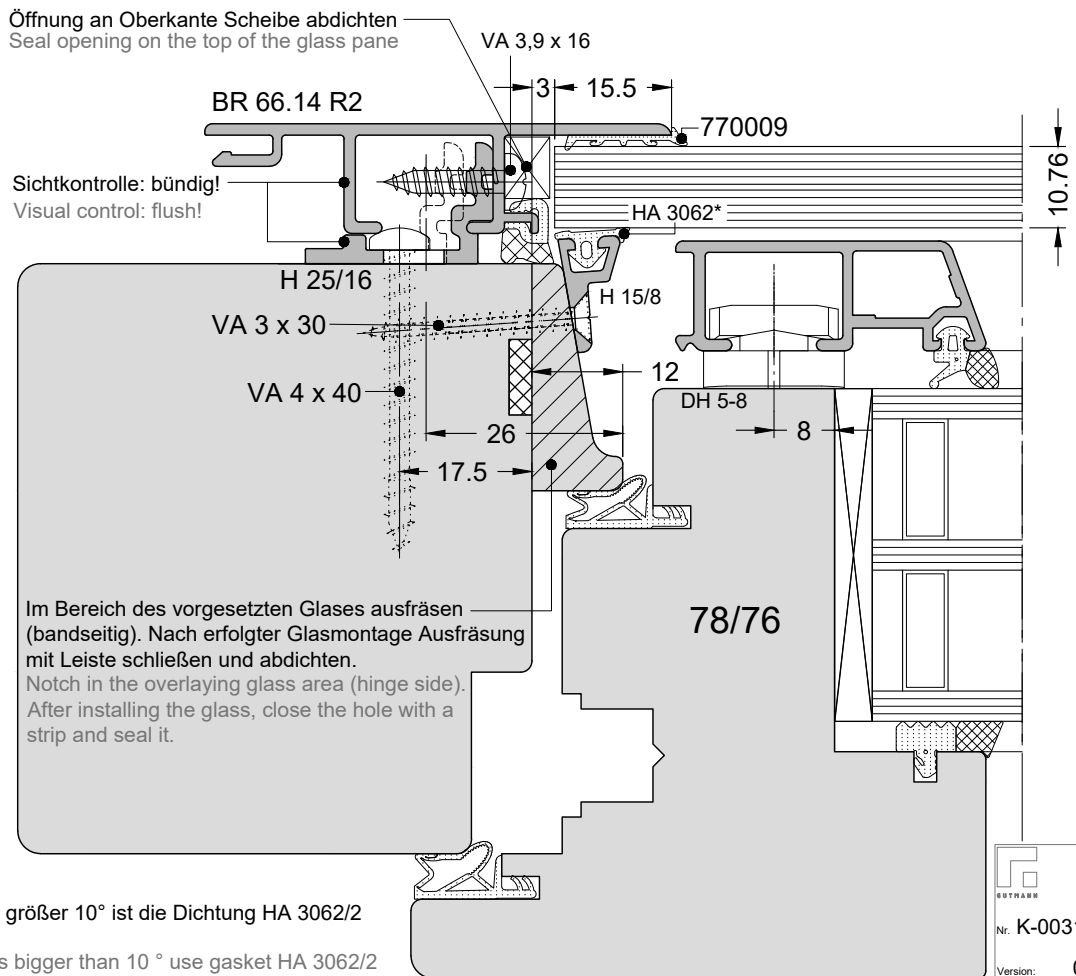 Öffnung an Oberkante Scheibe abdichten
Seal opening on the top of the glass pane
VA 3,9 x 16
3
15.5
BR 66.14 R2
770009
10.76
Sichtkontrolle: bündig!
Visual control: flush!
HA 3062*
H 25/16
H 15/8
VA 3 x 30
12
VA 4 x 40
DH 5-8
26
8
17.5
Im Bereich des vorgesetzten Glases ausfräsen
(bandseitig). Nach erfolgter Glasmontage Ausfräsung
mit Leiste schließen und abdichten.
Notch in the overlaying glass area (hinge side).
After installing the glass, close the hole with a
strip and seal it.
78/76
größer 10° ist die Dichtung HA 3062/2
bigger than 10 ° use gasket HA 3062/2
GUTMANN
Nr. K-0031
Version: